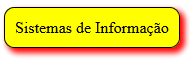 Sistemas de Informação